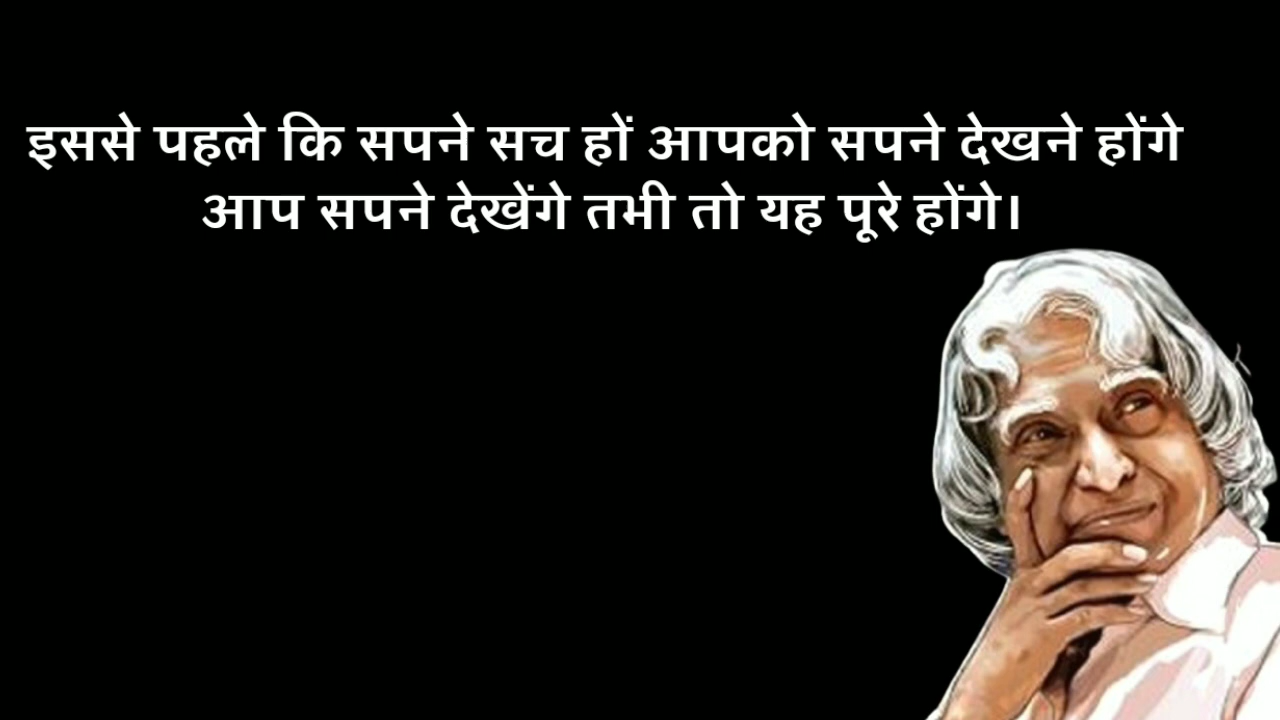 इससे पहले कि सपने सच हों आपको सपने देखने होंगे
आप सपने देखेंगे तभी तो यह पूरे होंगे।